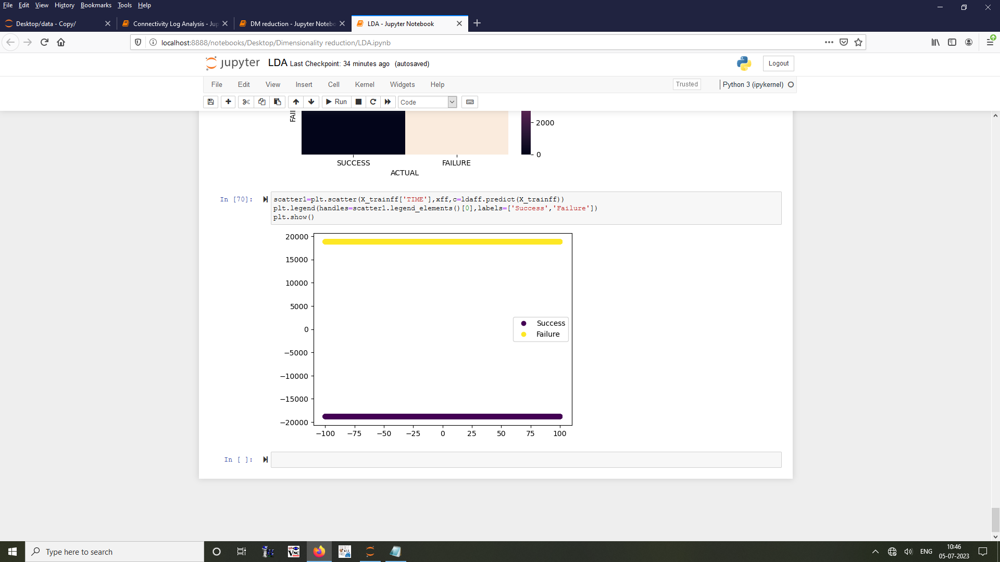 File Edit View History Bookmarks Tools Help
Desktop/data - Copy/
Connectivity Log Analysis - Jup
DM reduction - Jupyter Notebo
LDA - Jupyter Notebook
localhost:8888/notebooks/Desktop/Dimensionality reduction/LDA.ipynb
jupyter LDA Last Checkpoint: 34 minutes ago (autosaved)
Logout
File Edit View Insert Cell Kernel Widgets Help
Trusted
Python 3 (ipykernel)
Run
Code
FAI
2000
0
SUCCESS FAILURE
ACTUAL
In [70]:
scatter1=plt.scatter(X_trainff['TIME'],xff,c=ldaff.predict(X_trainff))
plt.legend(handles=scatter1.legend_elements()[0],labels=['Success','Failure'])
plt.show()
20000
15000
10000
5000
0
−5000
−10000
−15000
−20000
Success
Failure
−100 −75 −50 −25 0 25 50 75 100
In [ ]:
Type here to search
VNC
ENG
10:46
05-07-2023